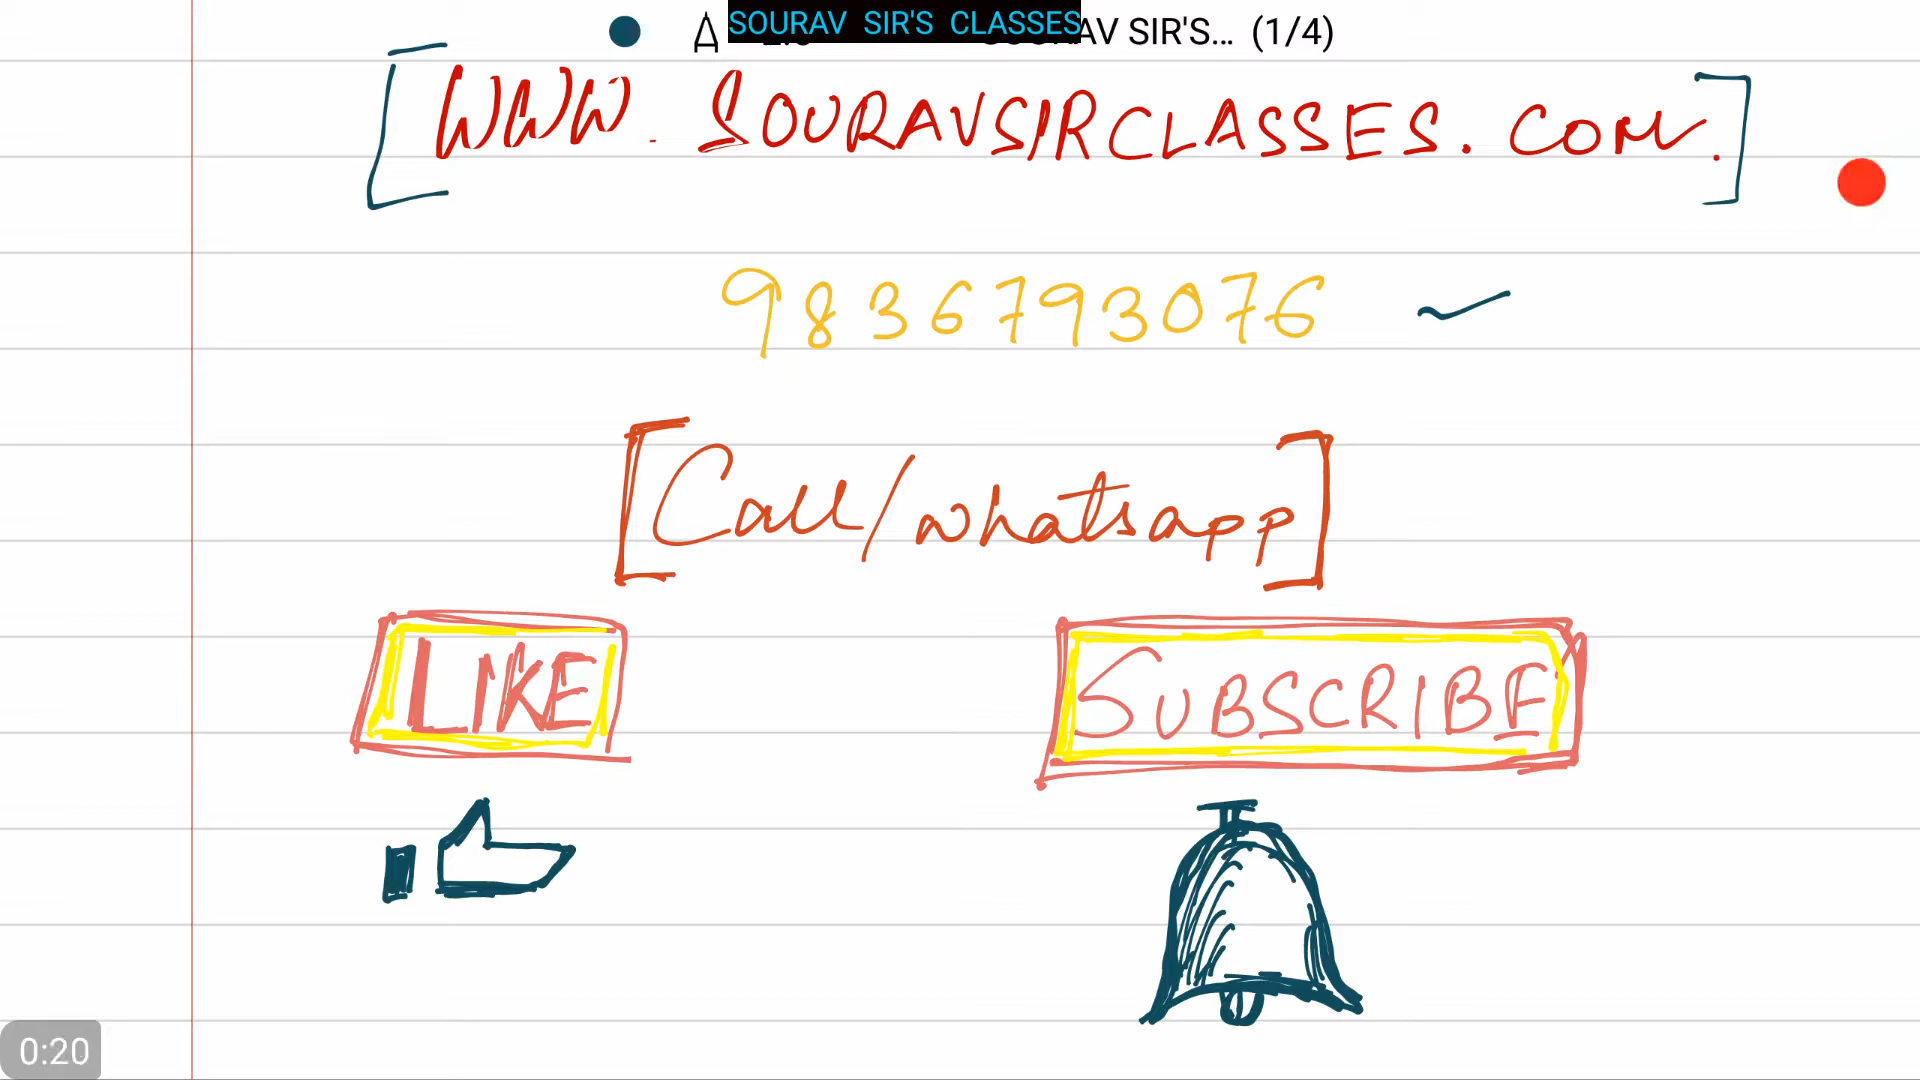 SOURAV SIR'S CLASSES AV SIR'S... (1/4)
[WWW. SOURAVSIRCLASSES. COM.]
9836793076
[Call/whatsapp]
LIKE SUBSCRIBE
0:20